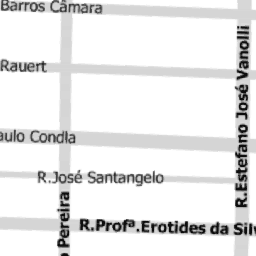 Barros Câmara
Rauert
aulo Condla
R.José Santangelo
R.Profª.Erotides da Silv
R.Estefano José Vanolli
o Pereira